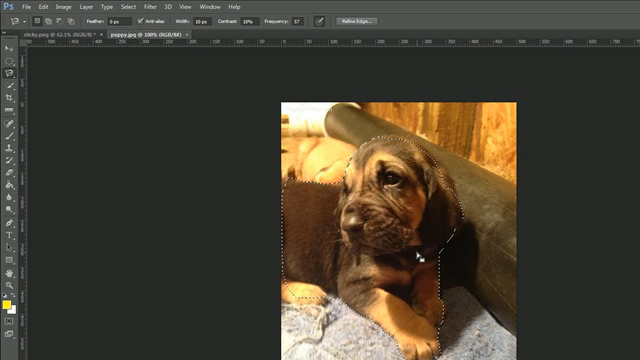 Ps File Edit Image Layer Type Select Filter 3D View Window Help
Feather: 0 px Anti-alias Width: 10 px Contrast: 10% Frequency: 57 Refine Edge...
puppy.jpg @ 100% (RGB/8#) ×